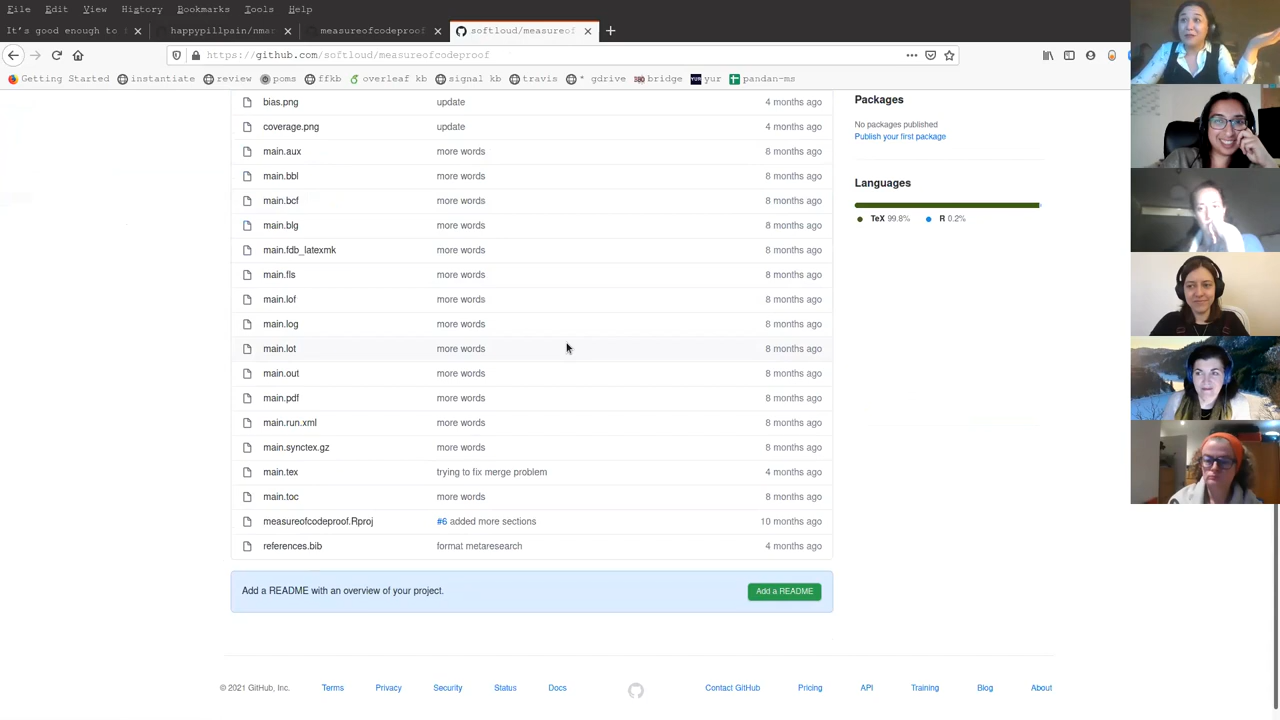 File Edit View History Bookmarks Tools Help
It's good enough to
happypillpain/nmar
measureofcodeproof
softloud/measureof
https://github.com/softloud/measureofcodeproof
Getting Started instantiate review poms ffkb overleaf kb signal kb travis * gdrive bridge yur pandan-ms
bias.png update 4 months ago
coverage.png update 4 months ago
main.aux more words 8 months ago
main.bbl more words 8 months ago
main.bcf more words 8 months ago
main.blg more words 8 months ago
main.fdb_latexmk more words 8 months ago
main.fls more words 8 months ago
main.lof more words 8 months ago
main.log more words 8 months ago
main.lot more words 8 months ago
main.out more words 8 months ago
main.pdf more words 8 months ago
main.run.xml more words 8 months ago
main.synctex.gz more words 8 months ago
main.tex trying to fix merge problem 4 months ago
main.toc more words 8 months ago
measureofcodeproof.Rproj #6 added more sections 10 months ago
references.bib format metaresearch 4 months ago
Add a README with an overview of your project. Add a README
Packages
No packages published
Publish your first package
Languages
TeX 99.8% R 0.2%
© 2021 GitHub, Inc. Terms Privacy Security Status Docs Contact GitHub Pricing API Training Blog About